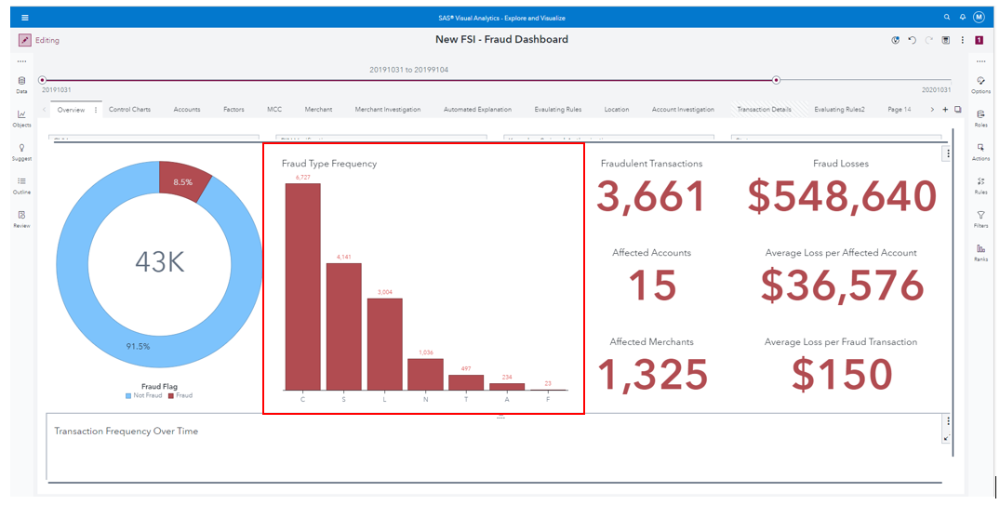 SAS® Visual Analytics - Explore and Visualize
M
Editing
New FSI - Fraud Dashboard
1
20191031 to 20199104
20191031
20201031
Data
Objects
Suggest
Outline
Review
Overview
Control Charts
Accounts
Factors
MCC
Merchant
Merchant Investigation
Automated Explanation
Evaulating Rules
Location
Account Investigation
Transaction Details
Evaluating Rules2
Page 14
Options
Roles
Actions
Rules
Filters
Ranks
8.5%
43K
91.5%
Fraud Flag
Not Fraud Fraud
Fraud Type Frequency
6,727
4,141
3,004
1,036
497
234
23
C S L N T A F
Fraudulent Transactions
3,661
Fraud Losses
$548,640
Affected Accounts
15
Average Loss per Affected Account
$36,576
Affected Merchants
1,325
Average Loss per Fraud Transaction
$150
Transaction Frequency Over Time